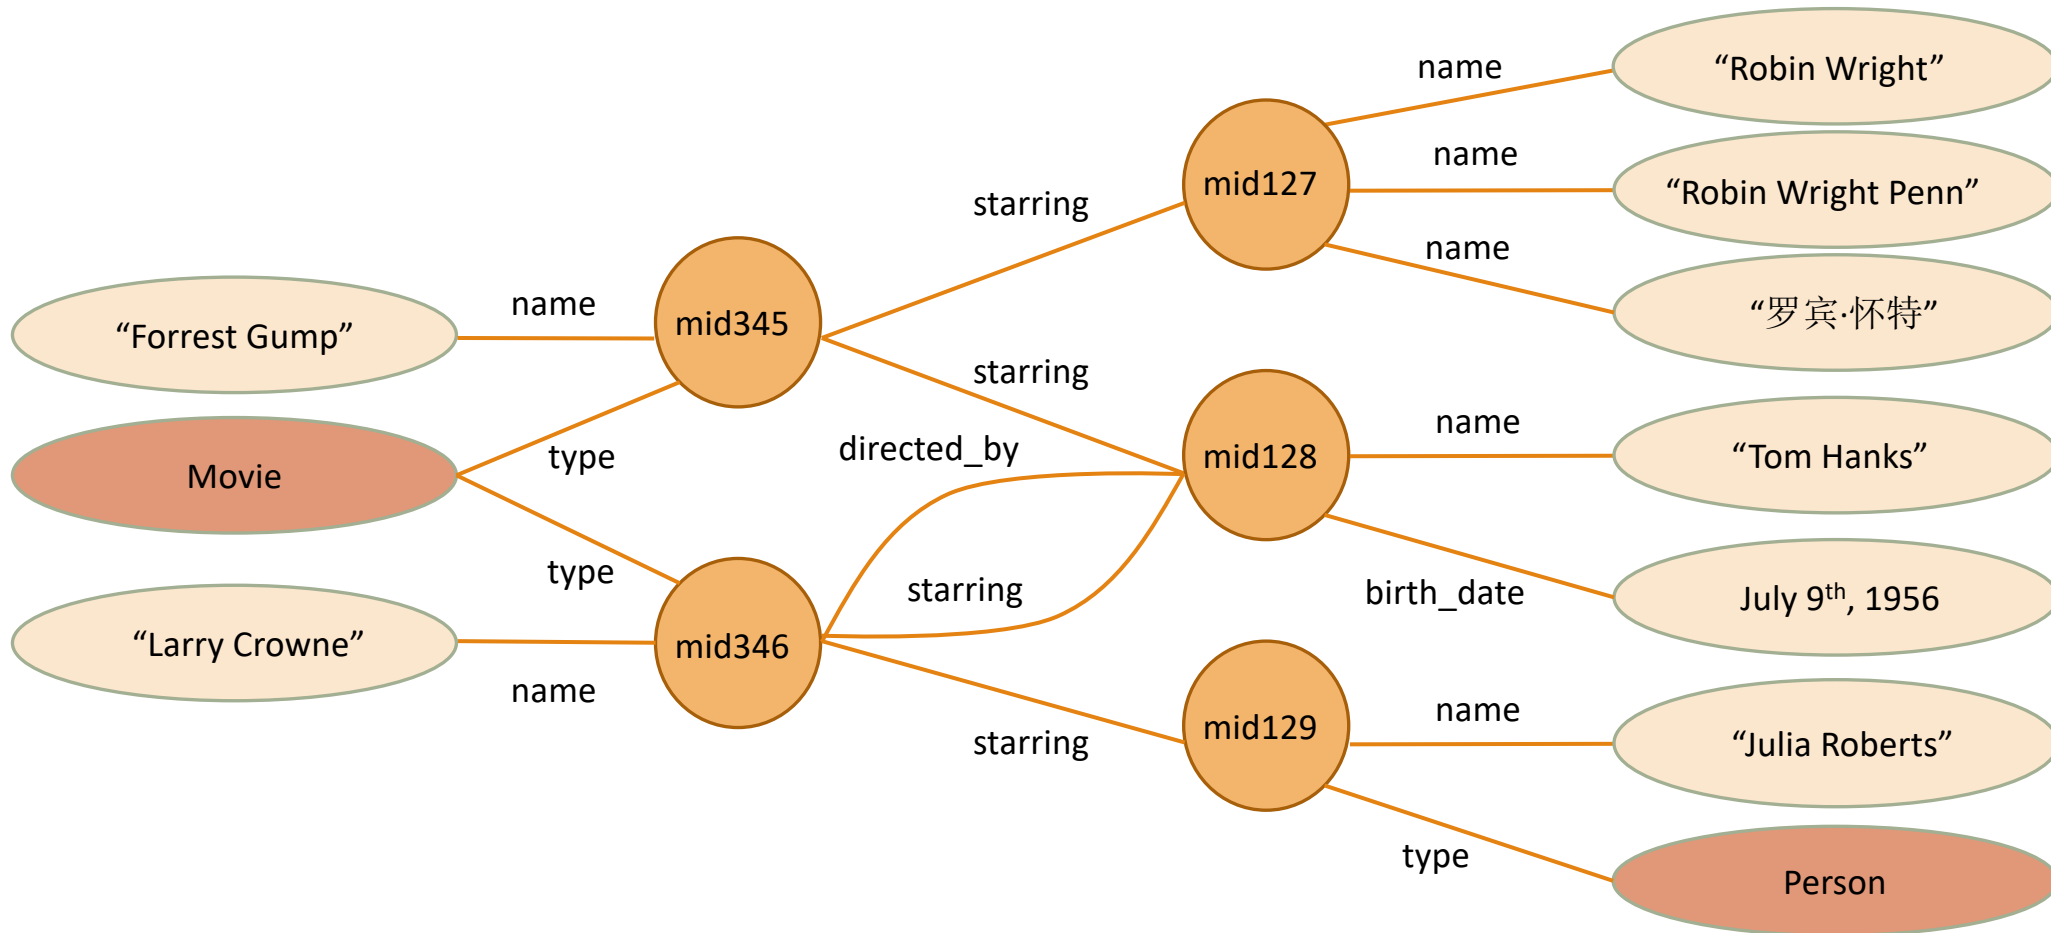 name
“Robin Wright”
name
mid127
“Robin Wright Penn”
starring
name
“罗宾·怀特”
name
mid345
“Forrest Gump”
starring
name
directed_by
mid128
“Tom Hanks”
type
Movie
type
starring
birth_date
July 9th, 1956
“Larry Crowne”
mid346
name
name
starring
mid129
“Julia Roberts”
type
Person